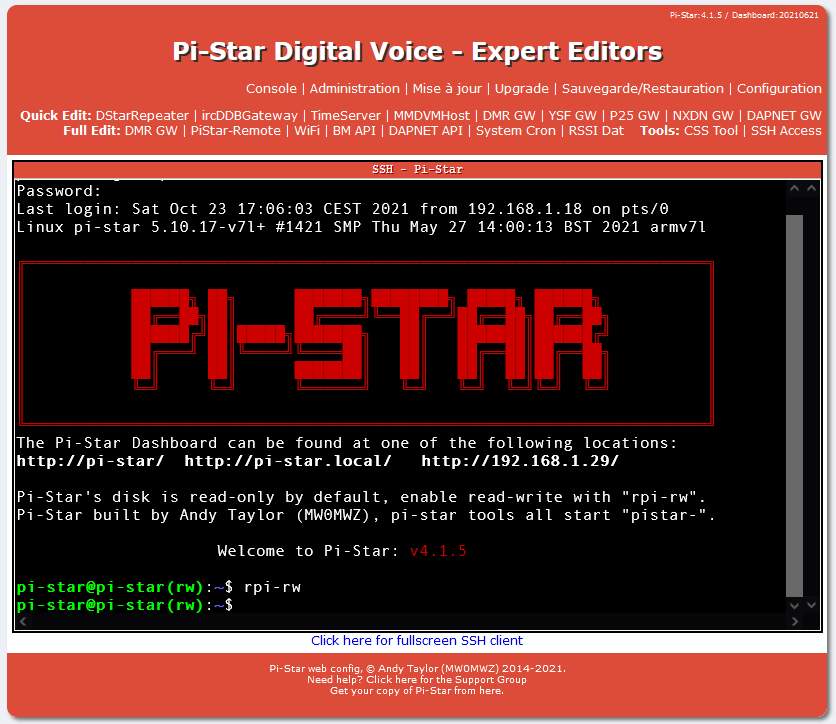 Pi-Star:4.1.5 / Dashboard:20210621
Pi-Star Digital Voice - Expert Editors
Console | Administration | Mise à jour | Upgrade | Sauvegarde/Restauration | Configuration
Quick Edit: DStarRepeater | ircDDBGateway | TimeServer | MMDVMHost | DMR GW | YSF GW | P25 GW | NXDN GW | DAPNET GW
Full Edit: DMR GW | PiStar-Remote | WiFi | BM API | DAPNET API | System Cron | RSSI Dat   Tools: CSS Tool | SSH Access
SSH - Pi-Star
Password:
Last login: Sat Oct 23 17:06:03 CEST 2021 from 192.168.1.18 on pts/0
Linux pi-star 5.10.17-v7l+ #1421 SMP Thu May 27 14:00:13 BST 2021 armv7l
PI-STAR
The Pi-Star Dashboard can be found at one of the following locations:
http://pi-star/  http://pi-star.local/   http://192.168.1.29/
Pi-Star's disk is read-only by default, enable read-write with "rpi-rw".
Pi-Star built by Andy Taylor (MW0MWZ), pi-star tools all start "pistar-".
Welcome to Pi-Star: v4.1.5
pi-star@pi-star(rw):~$ rpi-rw
pi-star@pi-star(rw):~$
Click here for fullscreen SSH client
Pi-Star web config, © Andy Taylor (MW0MWZ) 2014-2021.
Need help? Click here for the Support Group
Get your copy of Pi-Star from here.